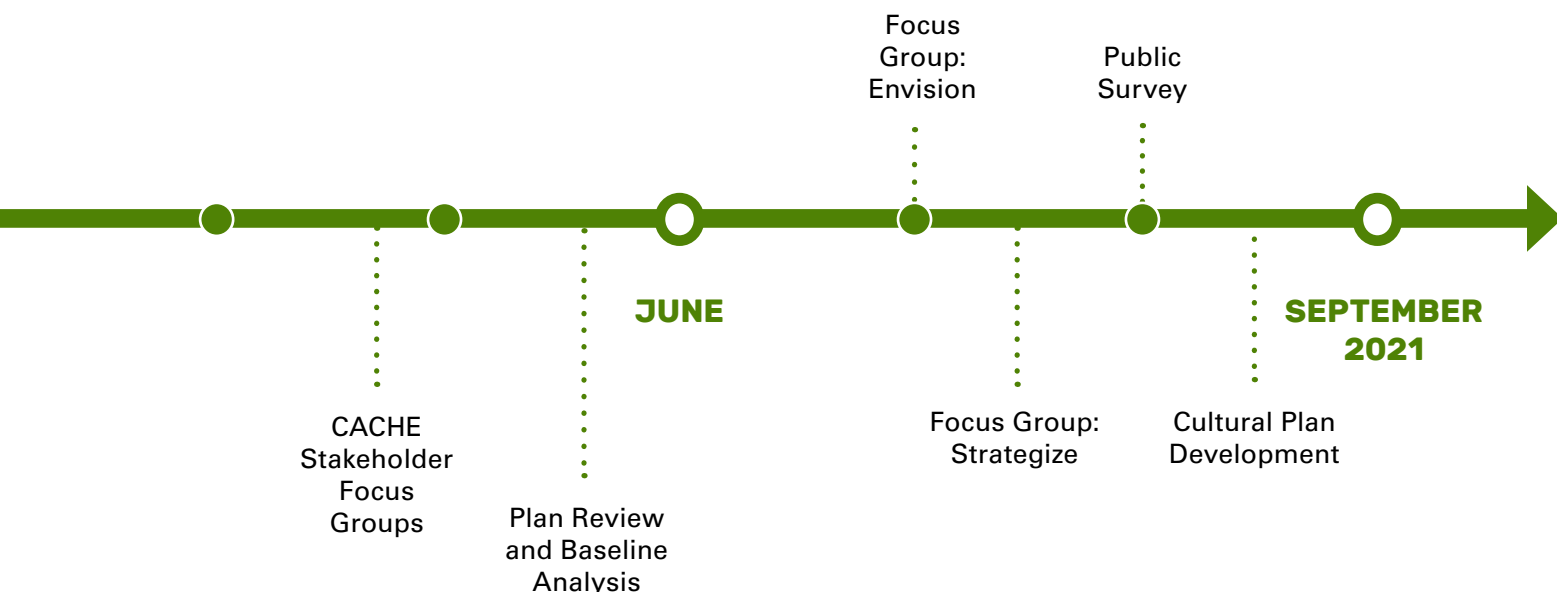 Focus
Group:
Envision
Public
Survey
JUNE
SEPTEMBER
2021
CACHE
Stakeholder
Focus
Groups
Plan Review
and Baseline
Analysis
Focus Group:
Strategize
Cultural Plan
Development